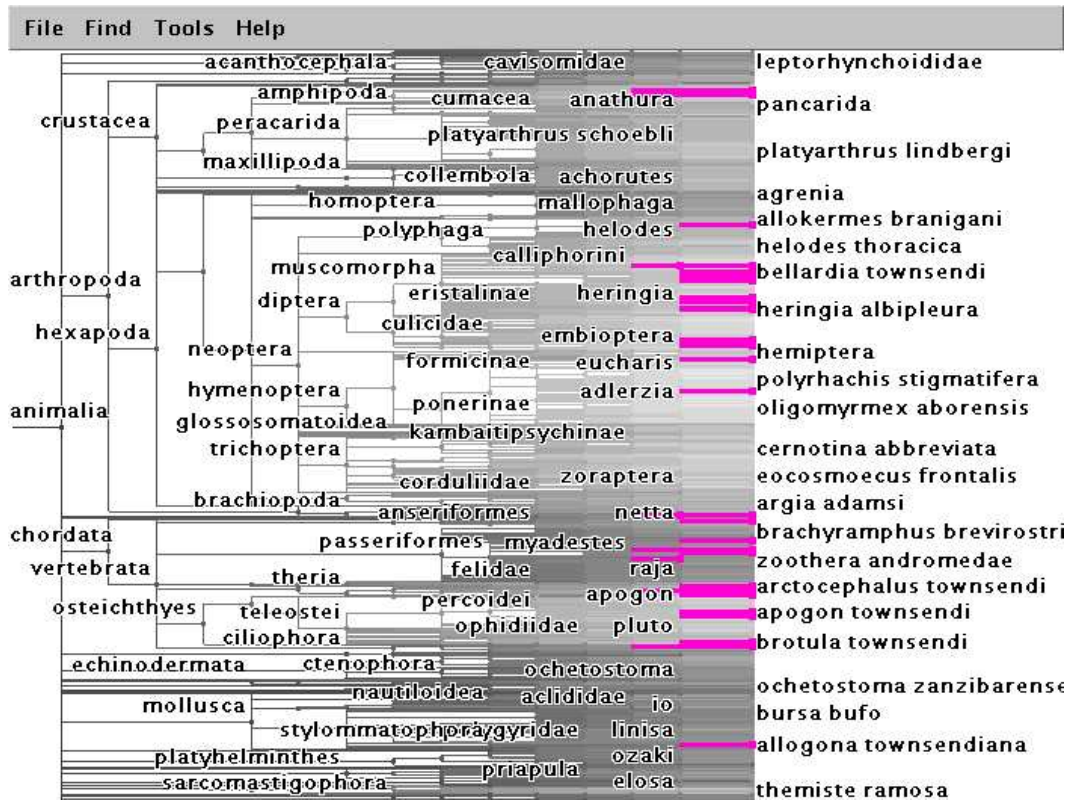 File Find Tools Help
acanthocephala cavisomidae leptorhynchoididae
amphipoda cumacea anathura pancarida
crustacea peracarida platyarthrus schoebli
maxillipoda platyarthrus lindbergi
collembola achorutes
homoptera mallophaga agrenia
polyphaga helodes allokermes branigani
calliphorini helodes thoracica
arthropoda muscomorpha bellardia townsendi
diptera eristalinae heringia heringia albipleura
hexapoda culicidae embioptera
neoptera formicinae eucharis hemiptera
hymenoptera adlerzia polyrhachis stigmatifera
animalia ponerinae oligomyrmex aborensis
glossosomatoidea kambaitipsychinae
trichoptera cernotina abbreviata
corduliidae zoraptera eocosmoecus frontalis
brachiopoda argia adamsi
anseriformes netta
chordata passeriformes myadestes brachyramphus brevirostri
vertebrata felidae raja zoothera andromedae
theria apogon arctocephalus townsendi
osteichthyes teleostei percoidei apogon townsendi
ciliophora ophidiidae pluto brotula townsendi
echinodermata ctenophora ochetostoma
nautiloidea aclididae ochetostoma zanzibarense
mollusca io bursa bufo
linisa
platyhelminthes ozaki allogona townsendiana
sarcomastigophora priapula elosa themiste ramosa